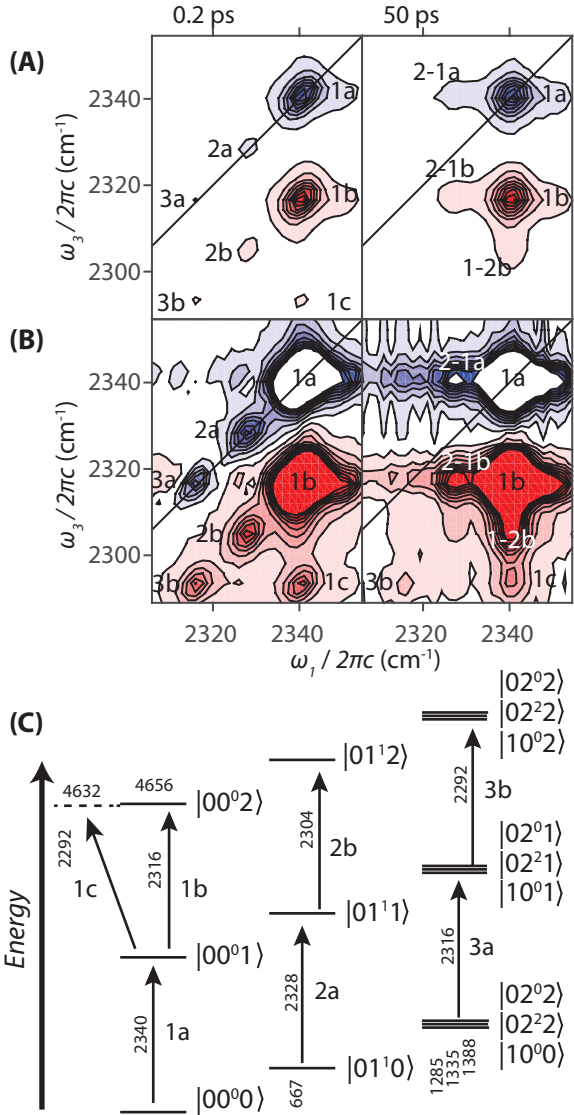 0.2 ps 50 ps
(A)
2340
2320
2300
ω3 / 2πc (cm-1)
1a
2a
3a
1b
2b
3b
1c
2-1a
1a
2-1b
1b
1-2b
(B)
2340
2320
2300
ω3 / 2πc (cm-1)
1a
2a
3a
1b
2b
3b
1c
2-1a
1a
2-1b
1b
1-2b
3b
1c
2320 2340 2320 2340
ω1 / 2πc (cm-1)
(C)
Energy
4632
4656
|00⁰2⟩
2292
1c
2316
1b
|00⁰1⟩
2340
1a
|00⁰0⟩
|01¹2⟩
2304
2b
|01¹1⟩
2328
2a
667
|01¹0⟩
|02⁰2⟩
|02²2⟩
|10⁰2⟩
2292
3b
|02⁰1⟩
|02²1⟩
|10⁰1⟩
2316
3a
|02⁰2⟩
|02²2⟩
|10⁰0⟩
1285
1335
1388